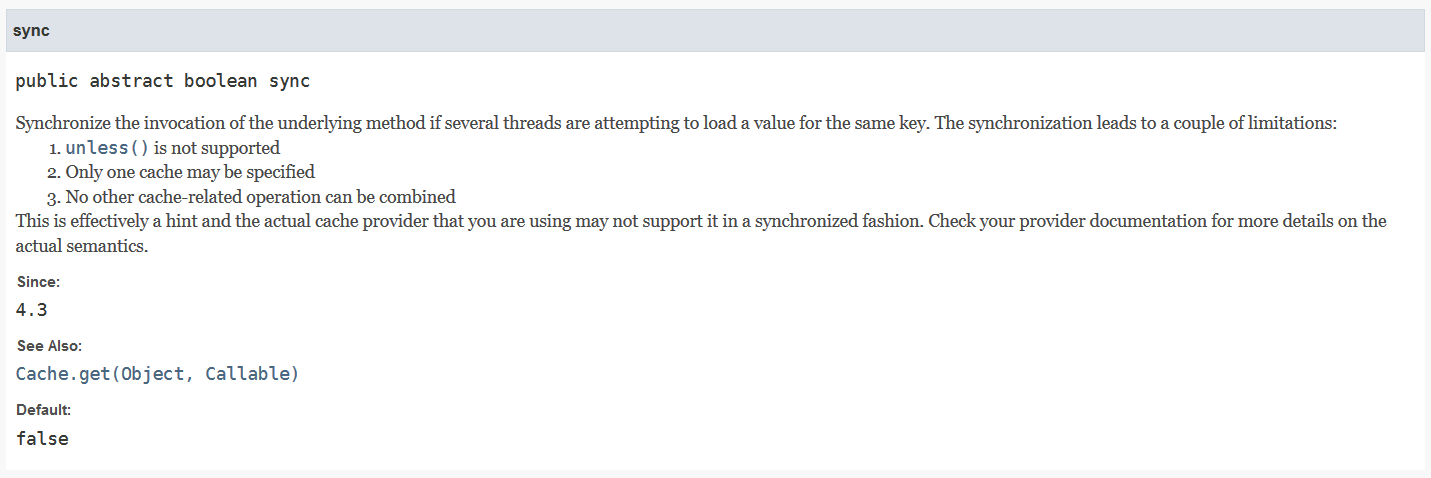 sync
public abstract boolean sync
Synchronize the invocation of the underlying method if several threads are attempting to load a value for the same key. The synchronization leads to a couple of limitations:
1. unless() is not supported
2. Only one cache may be specified
3. No other cache-related operation can be combined
This is effectively a hint and the actual cache provider that you are using may not support it in a synchronized fashion. Check your provider documentation for more details on the
actual semantics.
Since:
4.3
See Also:
Cache.get(Object, Callable)
Default:
false